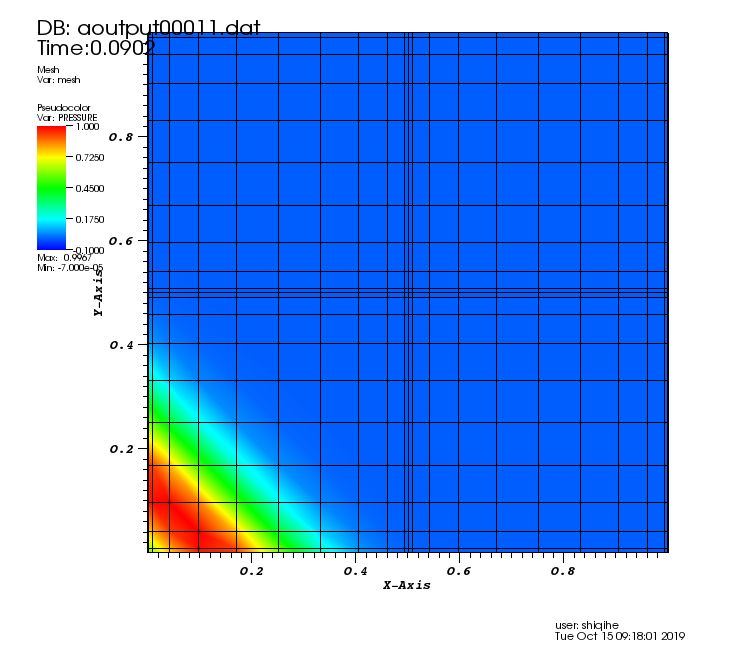 DB: aoutput00011.dat
Time:0.0902
Mesh
Var: mesh
Pseudocolor
Var: PRESSURE
1.000
0.7250
0.4500
0.1750
-0.1000
Max: 0.9967
Min: -7.000e-05
0.8
0.6
0.4
0.2
Y-Axis
0.2 0.4 0.6 0.8
X-Axis
user: shiqihe
Tue Oct 15 09:18:01 2019